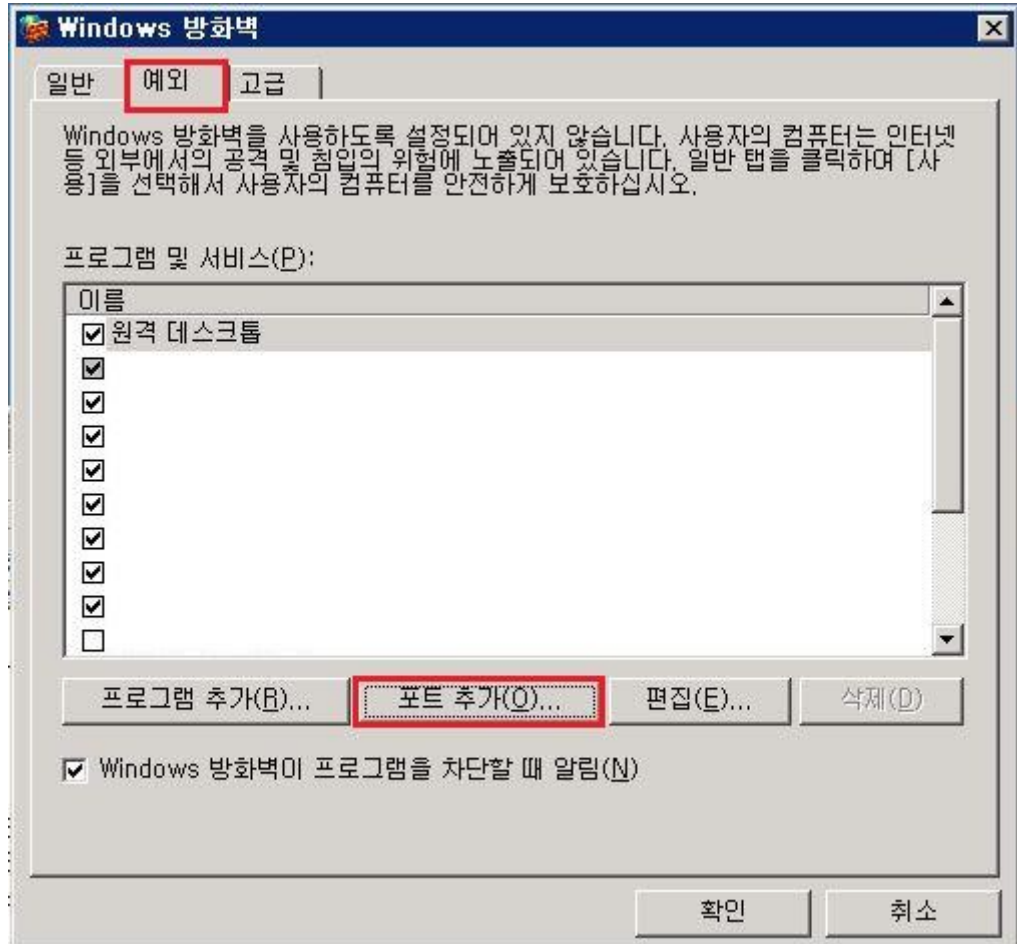 Windows 방화벽
일반 예외 고급
Windows 방화벽을 사용하도록 설정되어 있지 않습니다. 사용자의 컴퓨터는 인터넷
등 외부에서의 공격 및 침입의 위험에 노출되어 있습니다. 일반 탭을 클릭하여 [사
용]을 선택해서 사용자의 컴퓨터를 안전하게 보호하십시오.
프로그램 및 서비스(P):
이름
원격 데스크톱
프로그램 추가(R)... 포트 추가(O)... 편집(E)... 삭제(D)
Windows 방화벽이 프로그램을 차단할 때 알림(N)
확인 취소